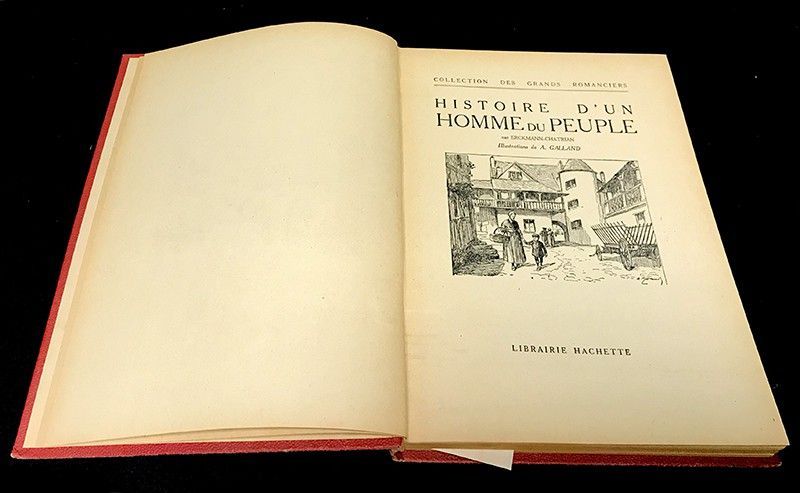 COLLECTION DES GRANDS ROMANCIERS
HISTOIRE D'UN
HOMME DU PEUPLE
PAR ERCKMANN-CHATRIAN
Illustrations de A. GALLAND
LIBRAIRIE HACHETTE